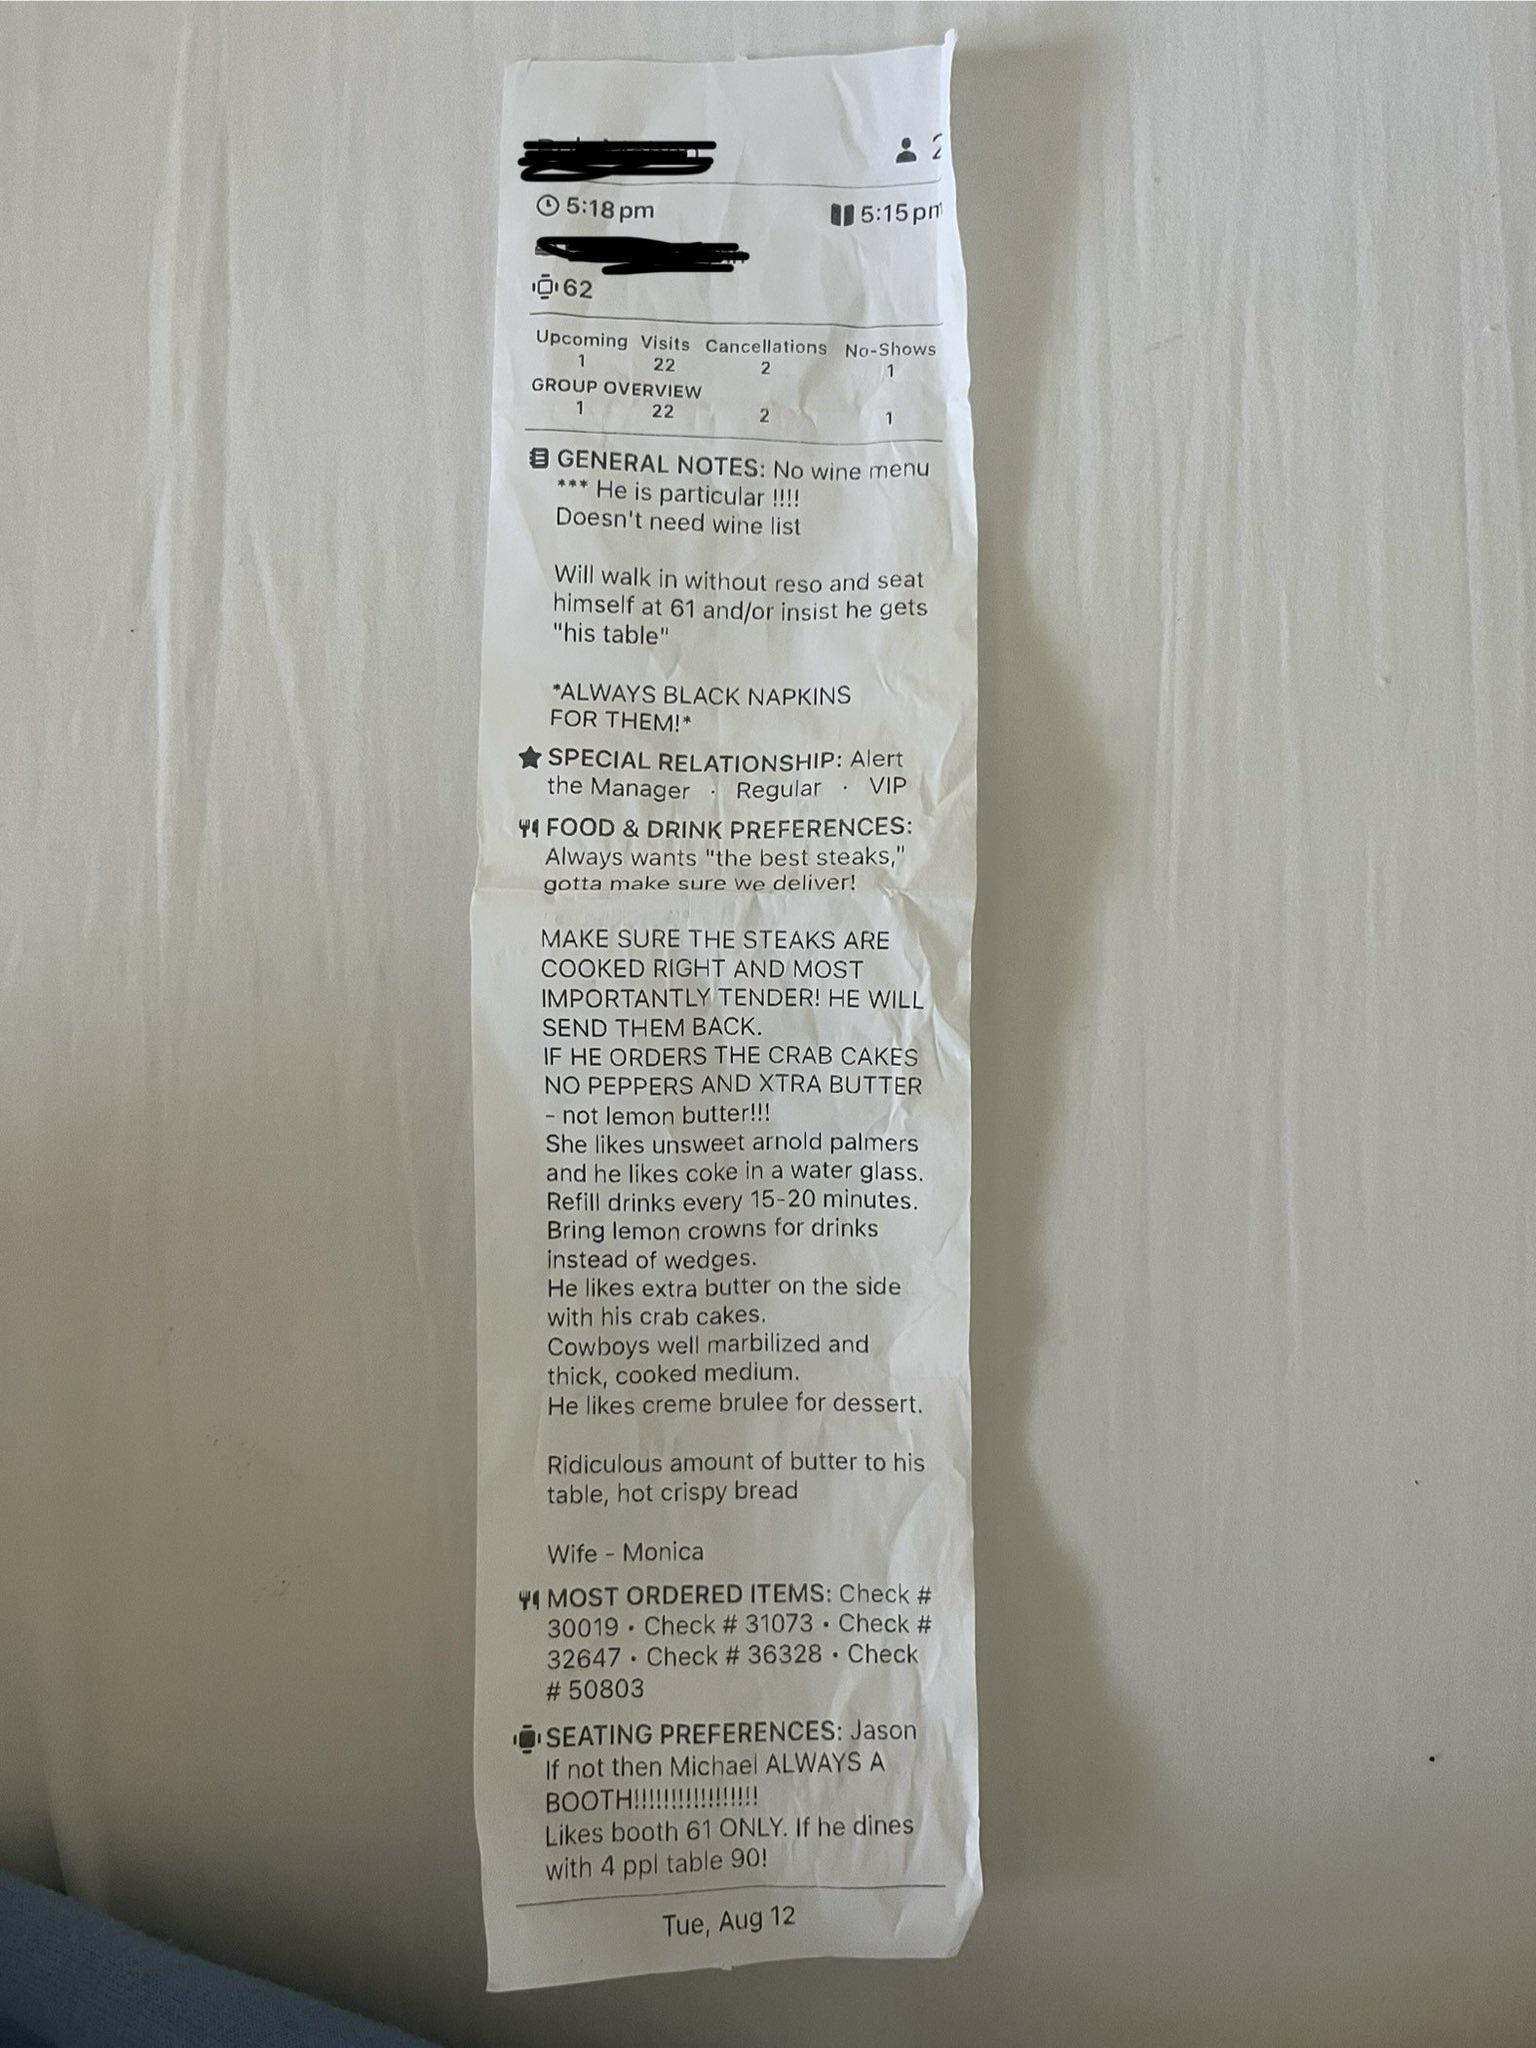 2
5:18 pm 5:15 pm
62
Upcoming Visits Cancellations No-Shows
1 22 2 1
GROUP OVERVIEW
1 22 2 1
GENERAL NOTES: No wine menu
*** He is particular !!!!
Doesn't need wine list
Will walk in without reso and seat
himself at 61 and/or insist he gets
"his table"
*ALWAYS BLACK NAPKINS
FOR THEM!*
SPECIAL RELATIONSHIP: Alert
the Manager · Regular · VIP
FOOD & DRINK PREFERENCES:
Always wants "the best steaks,"
gotta make sure we deliver!
MAKE SURE THE STEAKS ARE
COOKED RIGHT AND MOST
IMPORTANTLY TENDER! HE WILL
SEND THEM BACK.
IF HE ORDERS THE CRAB CAKES
NO PEPPERS AND XTRA BUTTER
- not lemon butter!!!
She likes unsweet arnold palmers
and he likes coke in a water glass.
Refill drinks every 15-20 minutes.
Bring lemon crowns for drinks
instead of wedges.
He likes extra butter on the side
with his crab cakes.
Cowboys well marbilized and
thick, cooked medium.
He likes creme brulee for dessert.
Ridiculous amount of butter to his
table, hot crispy bread
Wife - Monica
MOST ORDERED ITEMS: Check #
30019 • Check # 31073 • Check #
32647 • Check # 36328 • Check
# 50803
SEATING PREFERENCES: Jason
If not then Michael ALWAYS A
BOOTH!!!!!!!!!!!!!!!!!
Likes booth 61 ONLY. If he dines
with 4 ppl table 90!
Tue, Aug 12